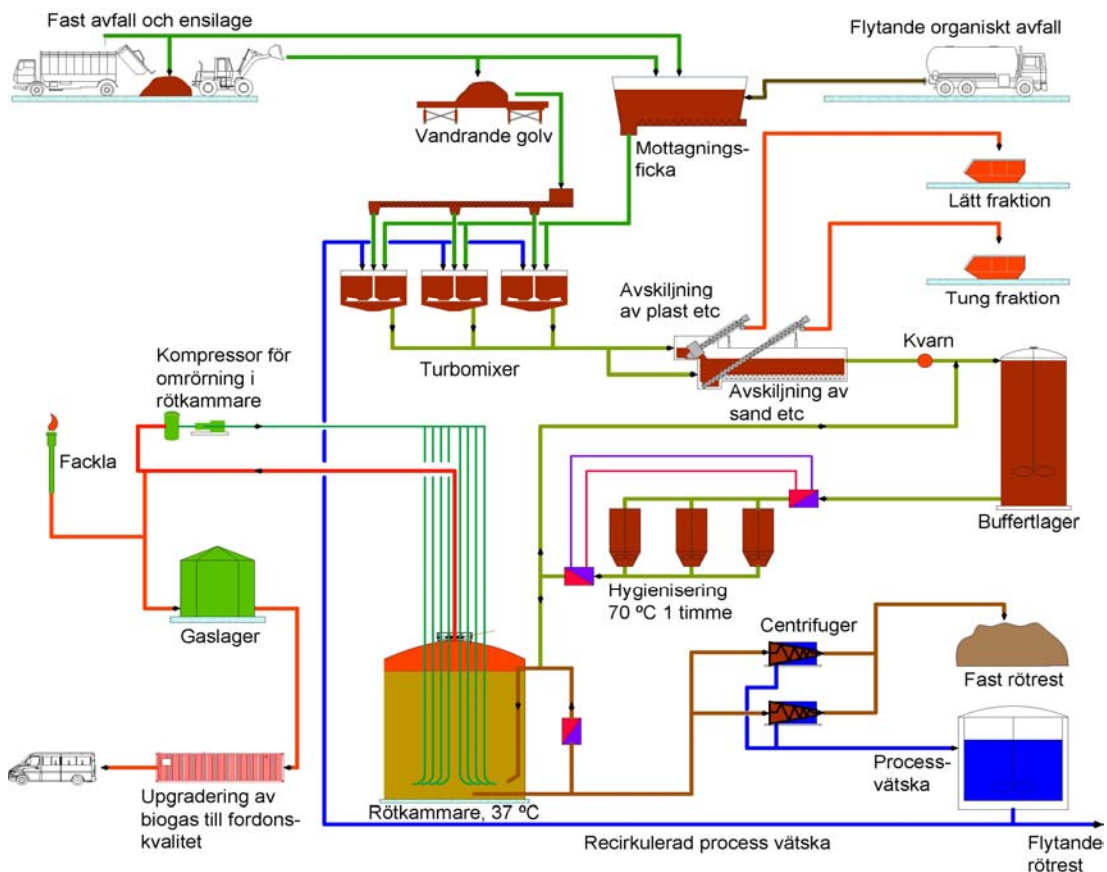 Fast avfall och ensilage
Flytande organiskt avfall
Vandrande golv
Mottagnings-
ficka
Lätt fraktion
Tung fraktion
Avskiljning
av plast etc
Kvarn
Turbomixer
Avskiljning av
sand etc
Kompressor för
omrörning i
rötkammare
Fackla
Buffertlager
Hygienisering
70 ºC 1 timme
Gaslager
Centrifuger
Fast rötrest
Process-
vätska
Upgradering av
biogas till fordons-
kvalitet
Rötkammare, 37 ºC
Recirkulerad process vätska
Flytande
rötrest